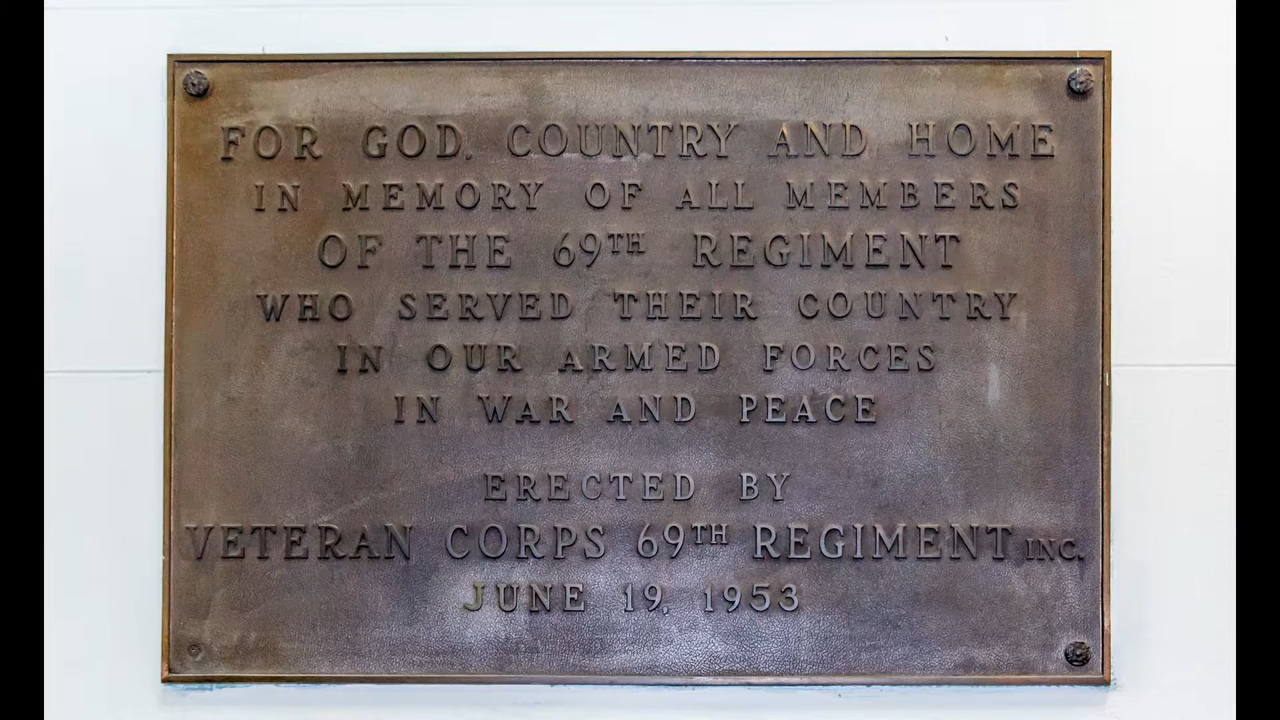 FOR GOD, COUNTRY AND HOME
IN MEMORY OF ALL MEMBERS
OF THE 69TH REGIMENT
WHO SERVED THEIR COUNTRY
IN OUR ARMED FORCES
IN WAR AND PEACE
ERECTED BY
VETERAN CORPS 69TH REGIMENT INC.
JUNE 19, 1953